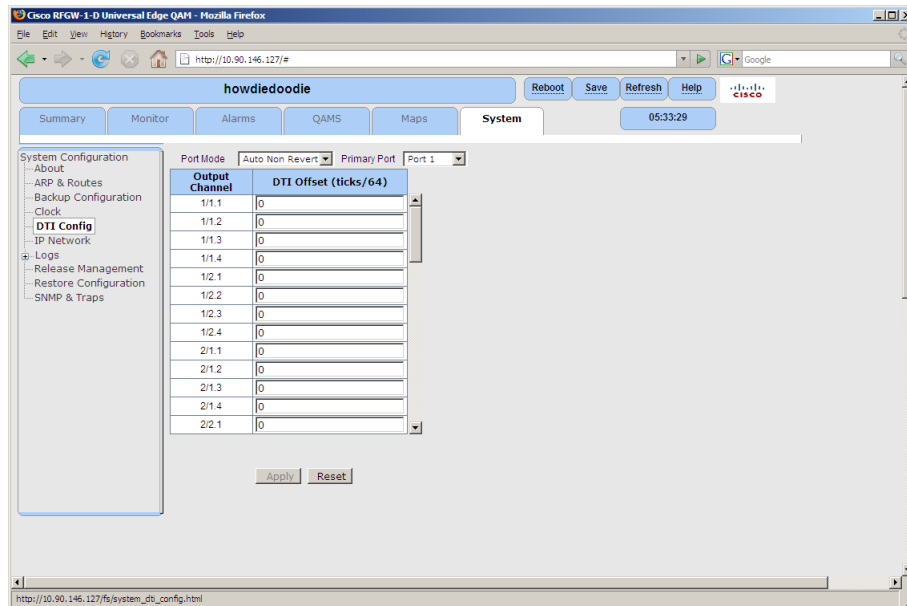 Cisco RFGW-1-D Universal Edge QAM - Mozilla Firefox
File Edit View History Bookmarks Tools Help
http://10.90.146.127/#
G Google
howdiedoodie
Reboot Save Refresh Help
CISCO
Summary Monitor Alarms QAMS Maps System
05:33:29
System Configuration
About
ARP & Routes
Backup Configuration
Clock
DTI Config
IP Network
Logs
Release Management
Restore Configuration
SNMP & Traps
Port Mode Auto Non Revert Primary Port Port 1
Output Channel DTI Offset (ticks/64)
1/1.1 0
1/1.2 0
1/1.3 0
1/1.4 0
1/2.1 0
1/2.2 0
1/2.3 0
1/2.4 0
2/1.1 0
2/1.2 0
2/1.3 0
2/1.4 0
2/2.1 0
Apply Reset
http://10.90.146.127/fs/system_dti_config.html